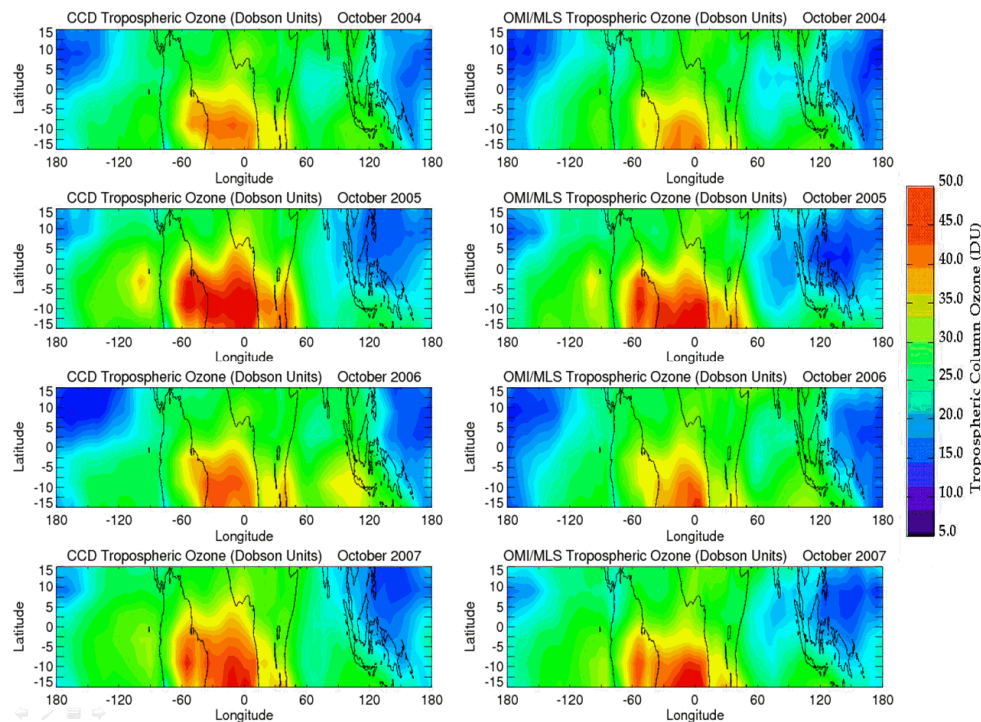 CCD Tropospheric Ozone (Dobson Units) October 2004
15
10
5
0
-5
-10
-15
Latitude
180 -120 -60 0 60 120 180
Longitude
OMI/MLS Tropospheric Ozone (Dobson Units) October 2004
15
10
5
0
-5
-10
-15
Latitude
180 -120 -60 0 60 120 180
Longitude
CCD Tropospheric Ozone (Dobson Units) October 2005
15
10
5
0
-5
-10
-15
Latitude
180 -120 -60 0 60 120 180
Longitude
OMI/MLS Tropospheric Ozone (Dobson Units) October 2005
15
10
5
0
-5
-10
-15
Latitude
180 -120 -60 0 60 120 180
Longitude
CCD Tropospheric Ozone (Dobson Units) October 2006
15
10
5
0
-5
-10
-15
Latitude
180 -120 -60 0 60 120 180
Longitude
OMI/MLS Tropospheric Ozone (Dobson Units) October 2006
15
10
5
0
-5
-10
-15
Latitude
180 -120 -60 0 60 120 180
Longitude
CCD Tropospheric Ozone (Dobson Units) October 2007
15
10
5
0
-5
-10
-15
Latitude
180 -120 -60 0 60 120 180
Longitude
OMI/MLS Tropospheric Ozone (Dobson Units) October 2007
15
10
5
0
-5
-10
-15
Latitude
180 -120 -60 0 60 120 180
Longitude
50.0
45.0
40.0
35.0
30.0
25.0
20.0
15.0
10.0
5.0
Tropospheric Column Ozone (DU)